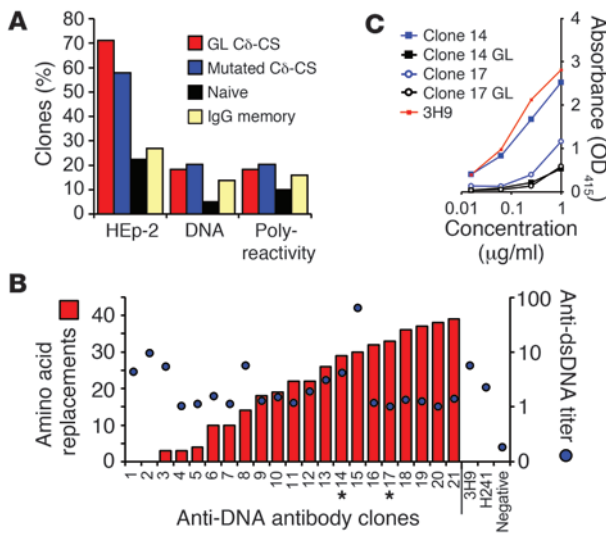 A
80
70
60
50
40
30
20
10
0
Clones (%)
GL Cδ-CS
Mutated Cδ-CS
Naive
IgG memory
HEp-2
DNA
Poly-
reactivity
C
Clone 14
Clone 14 GL
Clone 17
Clone 17 GL
3H9
4
3
2
1
0
Absorbance (OD415)
0.01
0.1
1
Concentration
(μg/ml)
B
Amino acid
replacements
40
30
20
10
0
100
10
1
0
Anti-dsDNA titer
1
2
3
4
5
6
7
8
9
10
11
12
13
*14
15
16
*17
18
19
20
21
3H9
H241
Negative
Anti-DNA antibody clones